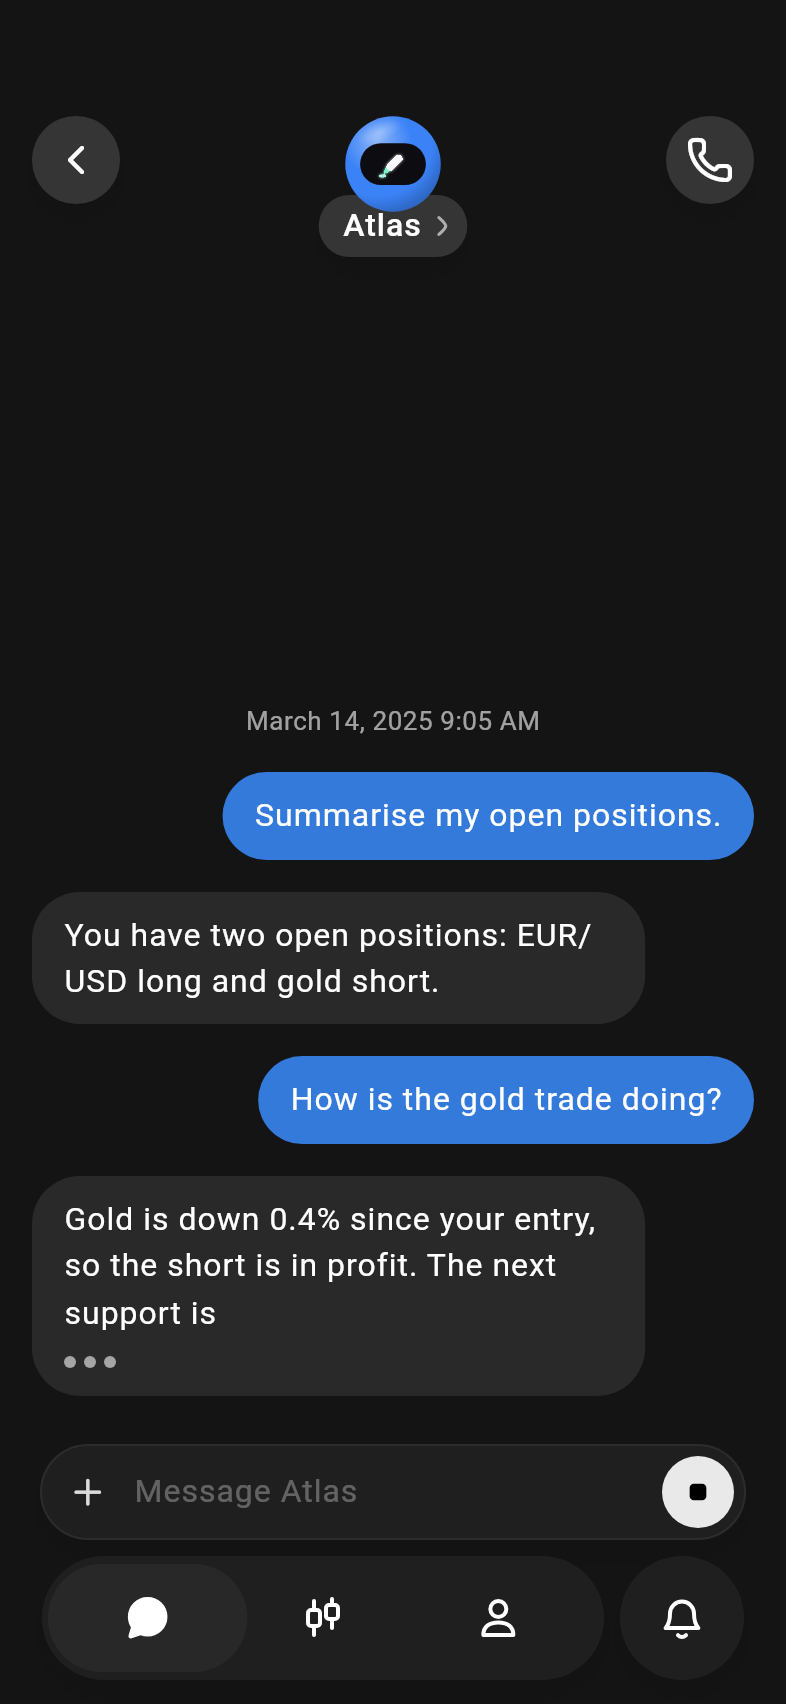 Atlas
March 14, 2025 9:05 AM
Summarise my open positions.
You have two open positions: EUR/
USD long and gold short.
How is the gold trade doing?
Gold is down 0.4% since your entry,
so the short is in profit. The next
support is
Message Atlas